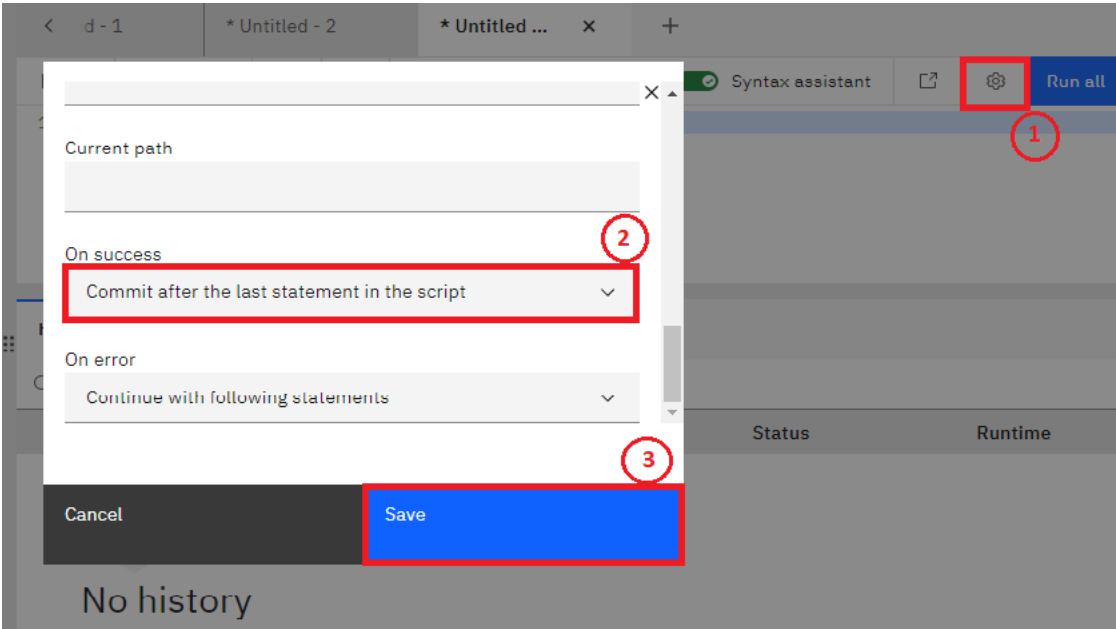 d - 1
* Untitled - 2
* Untitled ...
Syntax assistant
Run all
1
1
Current path
2
On success
Commit after the last statement in the script
On error
Continue with following statements
Status
Runtime
3
Cancel
Save
No history